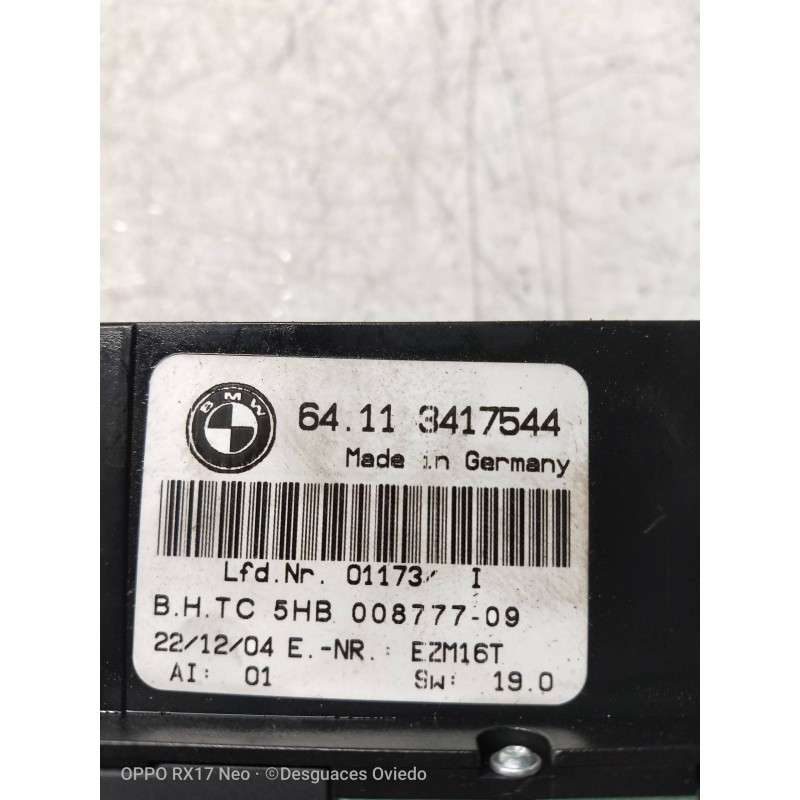 BMW
64.11 3417544
Made in Germany
Lfd.Nr. 01173 I
B.H.TC 5HB 008777-09
22/12/04 E.-NR.: EZM16T
AI: 01 Sw: 19.0
OPPO RX17 Neo · ©Desguaces Oviedo